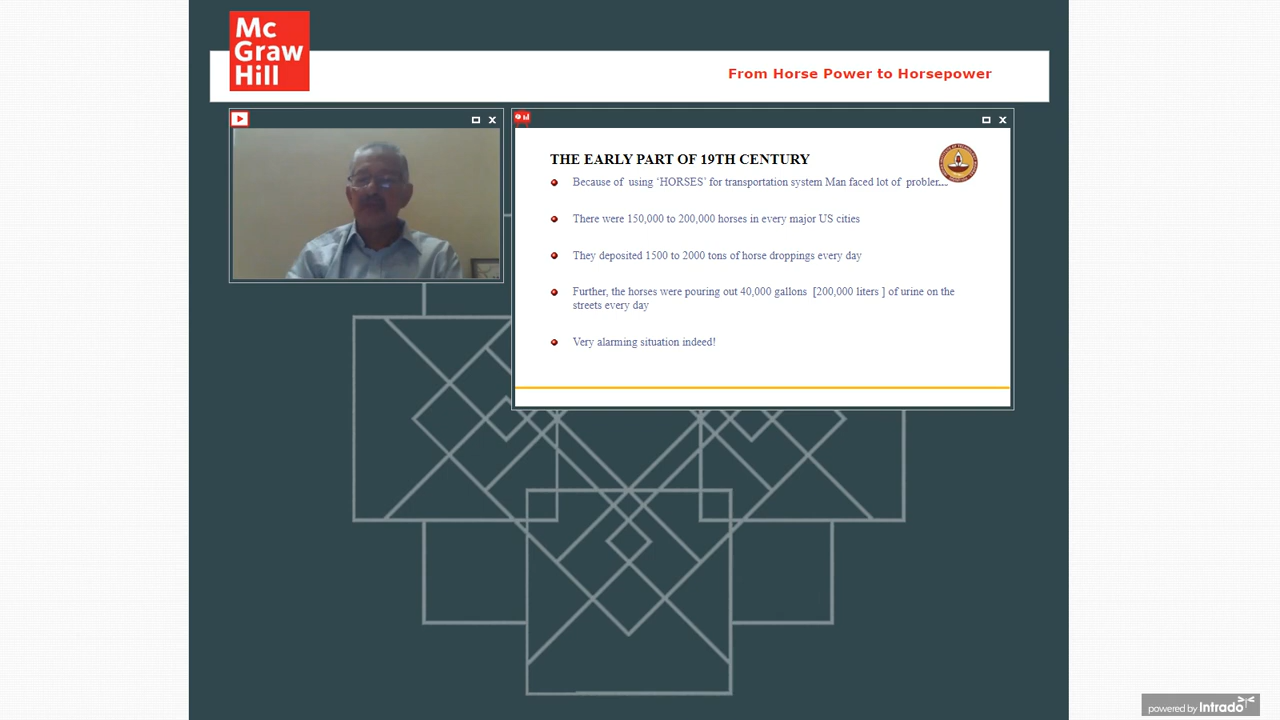 Mc
Graw
Hill
From Horse Power to Horsepower
THE EARLY PART OF 19TH CENTURY
Because of using ‘HORSES’ for transportation system Man faced lot of
There were 150,000 to 200,000 horses in every major US cities
They deposited 1500 to 2000 tons of horse droppings every day
Further, the horses were pouring out 40,000 gallons [200,000 liters ] of urine on the
streets every day
Very alarming situation indeed!
powered by Intrado